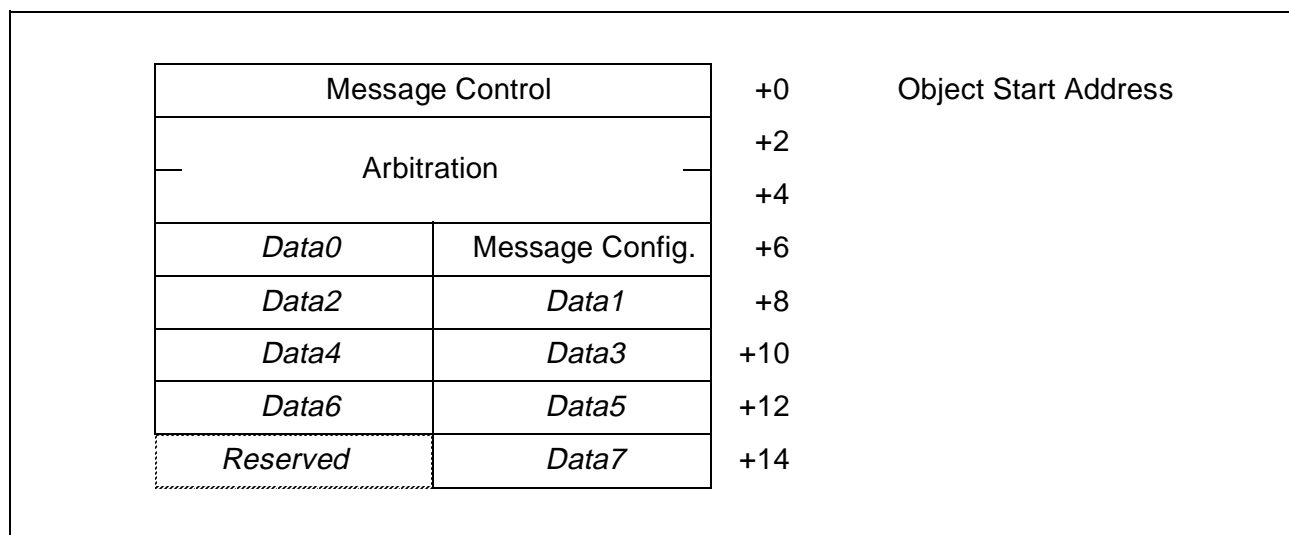 Message Control +0 Object Start Address
+2
Arbitration
+4
Data0 Message Config. +6
Data2 Data1 +8
Data4 Data3 +10
Data6 Data5 +12
Reserved Data7 +14